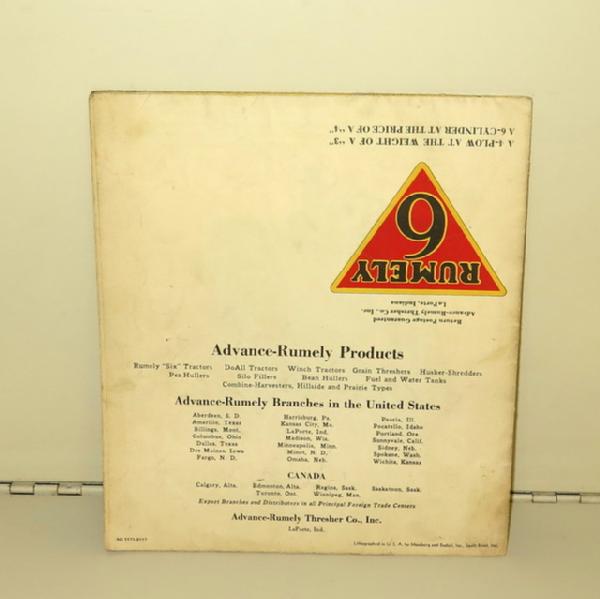 A 6-CYLINDER AT THE PRICE OF A "4"
A 4-PLOW AT THE WEIGHT OF A "3"
RUMELY
6
Return Postage Guaranteed
Advance-Rumely Thresher Co., Inc.
LaPorte, Indiana
Advance-Rumely Products
Rumely "Six" Tractors DoAll Tractors Winch Tractors Grain Threshers Husker-Shredders
Pea Hullers Silo Fillers Bean Hullers Fuel and Water Tanks
Combine-Harvesters, Hillside and Prairie Types
Advance-Rumely Branches in the United States
Aberdeen, S. D. Harrisburg, Pa. Peoria, Ill.
Amarillo, Texas Kansas City, Mo. Pocatello, Idaho
Billings, Mont. LaPorte, Ind. Portland, Ore.
Columbus, Ohio Madison, Wis. Sunnyvale, Calif.
Dallas, Texas Minneapolis, Minn. Sidney, Neb.
Des Moines, Iowa Minot, N. D. Spokane, Wash.
Fargo, N. D. Omaha, Neb. Wichita, Kansas
CANADA
Calgary, Alta. Edmonton, Alta. Regina, Sask. Saskatoon, Sask.
Toronto, Ont. Winnipeg, Man.
Export Branches and Distributors in all Principal Foreign Trade Centers
Advance-Rumely Thresher Co., Inc.
LaPorte, Ind.
Lithographed in U. S. A. by Inc., South Bend, Ind.